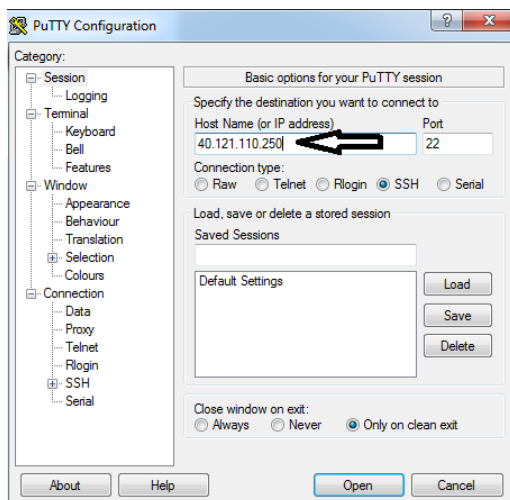 PuTTY Configuration
?
X
Category:
Session
Logging
Terminal
Keyboard
Bell
Features
Window
Appearance
Behaviour
Translation
Selection
Colours
Connection
Data
Proxy
Telnet
Rlogin
SSH
Serial
Basic options for your PuTTY session
Specify the destination you want to connect to
Host Name (or IP address) Port
40.121.110.250 22
Connection type:
Raw Telnet Rlogin SSH Serial
Load, save or delete a stored session
Saved Sessions
Default Settings
Load
Save
Delete
Close window on exit:
Always Never Only on clean exit
About Help Open Cancel